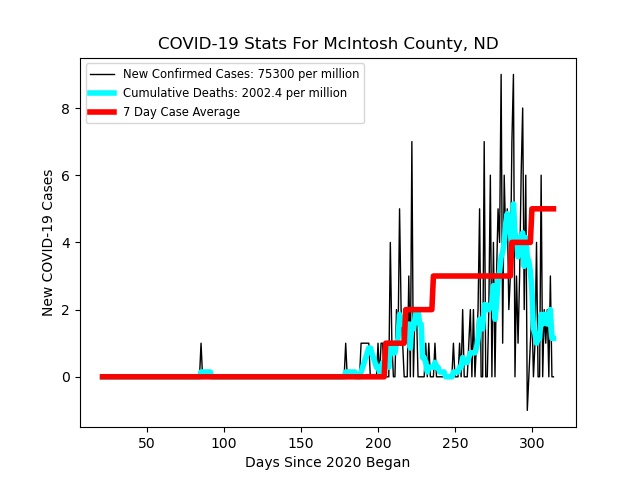 COVID-19 Stats For McIntosh County, ND
New Confirmed Cases: 75300 per million
Cumulative Deaths: 2002.4 per million
7 Day Case Average
New COVID-19 Cases
8
6
4
2
0
50 100 150 200 250 300
Days Since 2020 Began